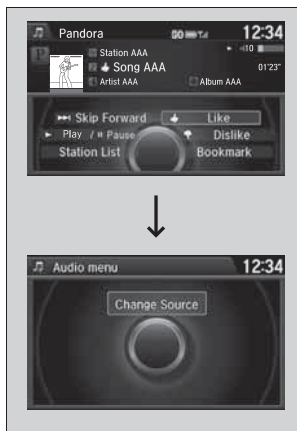 Pandora 12:34
Station AAA
Song AAA 01'23"
Artist AAA Album AAA
Skip Forward Like
Play / Pause Dislike
Station List Bookmark
Audio menu 12:34
Change Source